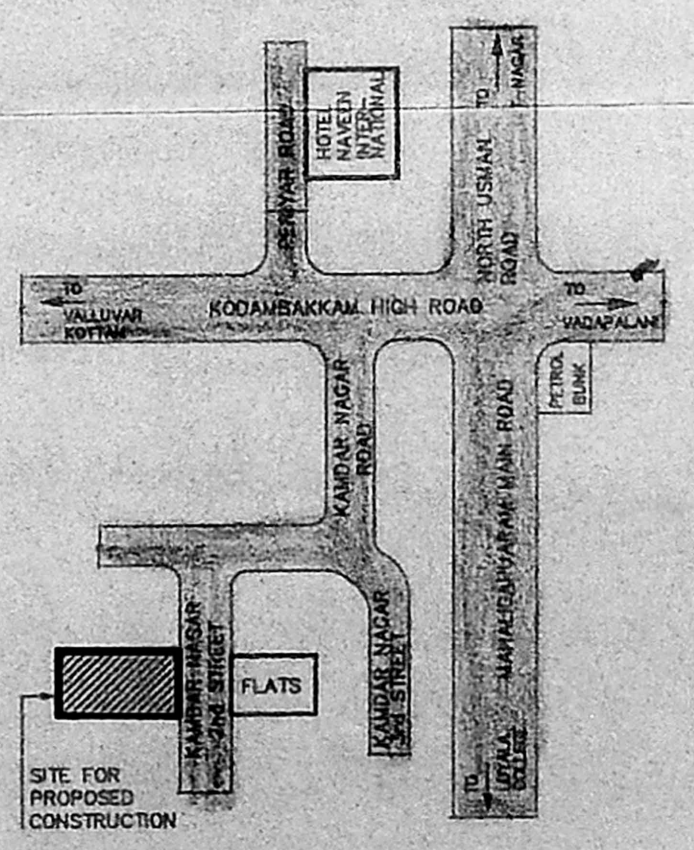 HOTEL
NAVEEN
INTER-
NATIONAL
PERIYAR ROAD
TO
T-NAGAR
NORTH USMAN
ROAD
TO
VALLUVAR
KOTTAM
KODAMBAKKAM HIGH ROAD
TO
VADAPALANI
PETROL
BUNK
KAMDAR NAGAR
ROAD
MAHALINGAPURAM MAIN ROAD
KAMDAR NAGAR
2nd STREET
FLATS
KAMDAR NAGAR
3rd STREET
TO
LOYALA
COLLEGE
SITE FOR
PROPOSED
CONSTRUCTION